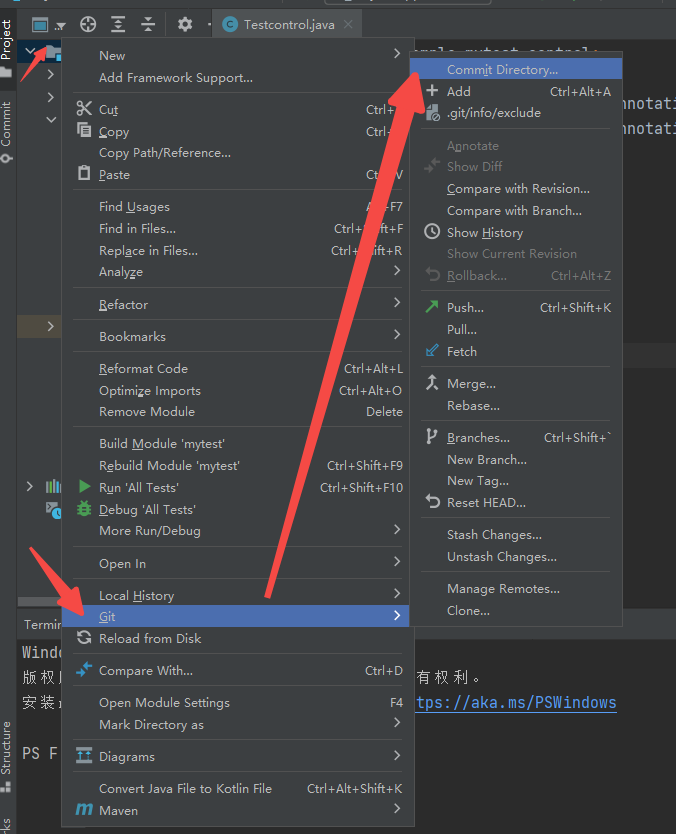 Project
Commit
Structure
Testcontrol.java
New
Add Framework Support...
Cut
Ctrl+
Copy
Ctrl+
Copy Path/Reference...
Paste
V
Find Usages
F7
Find in Files...
Ctrl+Shift+F
Replace in Files...
Ctrl+Shift+R
Analyze
Refactor
Bookmarks
Reformat Code
Ctrl+Alt+L
Optimize Imports
Ctrl+Alt+O
Remove Module
Delete
Build Module 'mytest'
Rebuild Module 'mytest'
Ctrl+Shift+F9
Run 'All Tests'
Ctrl+Shift+F10
Debug 'All Tests'
More Run/Debug
Open In
Local History
Git
Reload from Disk
Compare With...
Ctrl+D
Open Module Settings
F4
Mark Directory as
Diagrams
Convert Java File to Kotlin File
Ctrl+Alt+Shift+K
Maven
Commit Directory...
Add
Ctrl+Alt+A
.git/info/exclude
Annotate
Show Diff
Compare with Revision...
Compare with Branch...
Show History
Show Current Revision
Rollback...
Ctrl+Alt+Z
Push...
Ctrl+Shift+K
Pull...
Fetch
Merge...
Rebase...
Branches...
Ctrl+Shift+`
New Branch...
New Tag...
Reset HEAD...
Stash Changes...
Unstash Changes...
Manage Remotes...
Clone...
nnotati
nnotati
Termin
Windo
版权
有权利。
安装
tps://aka.ms/PSWindows
PS F